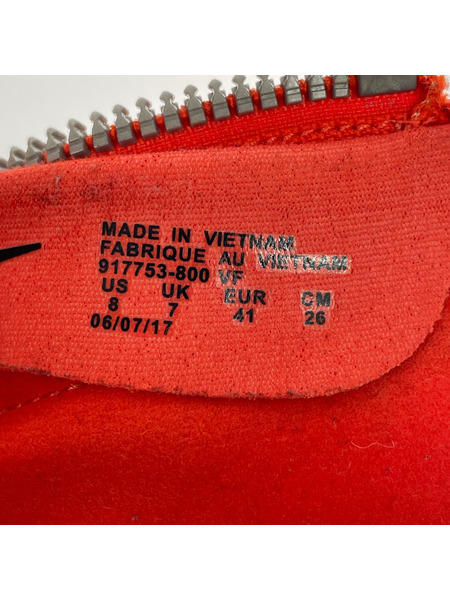 MADE IN VIETNAM
FABRIQUE AU VIETNAM
917753-800 VF
US UK EUR CM
8 7 41 26
06/07/17